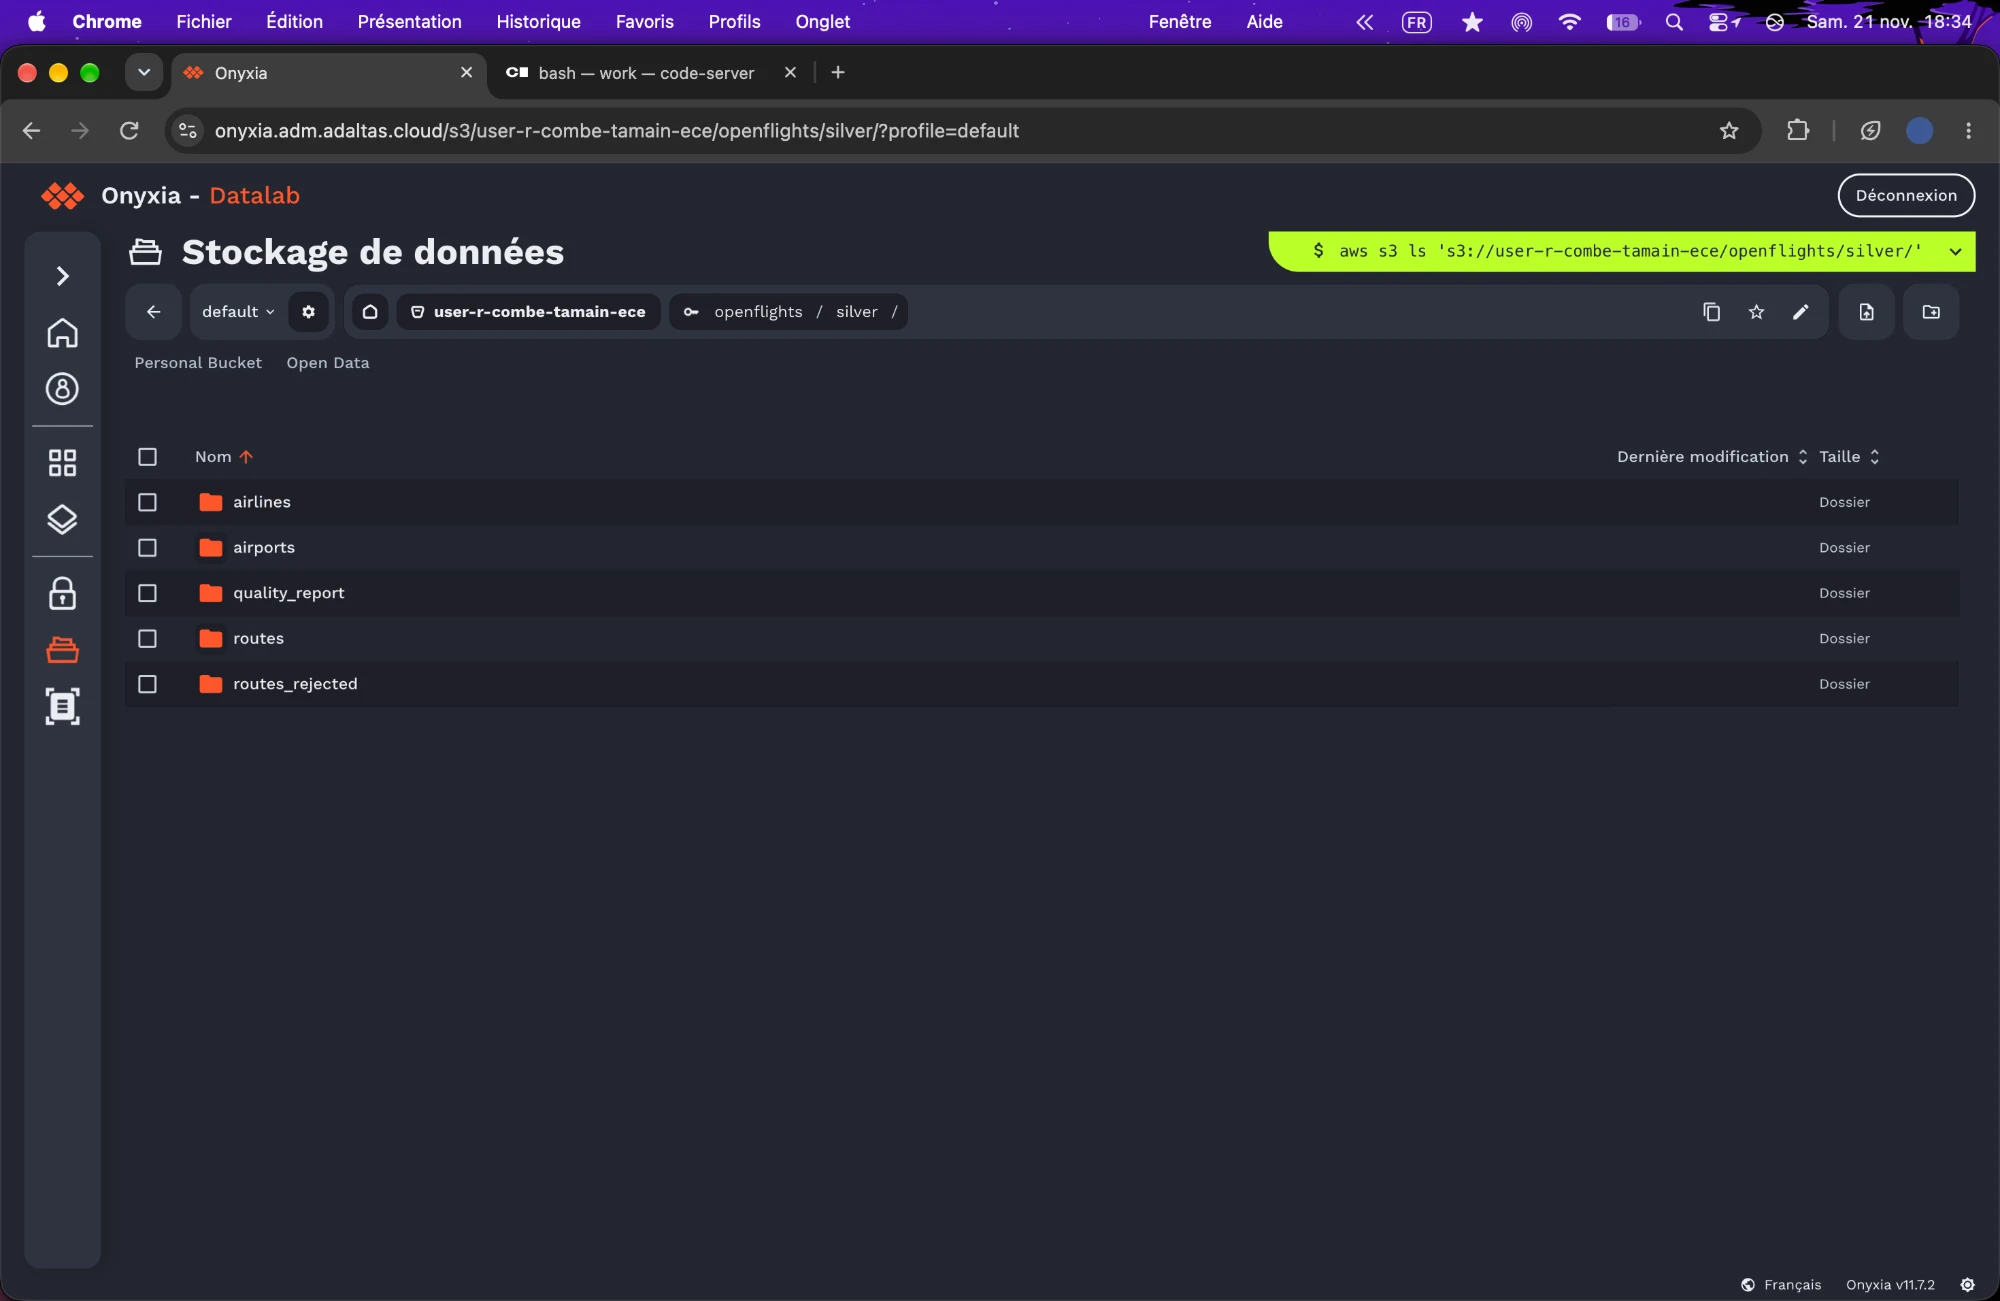 Chrome Fichier Édition Présentation Historique Favoris Profils Onglet Fenêtre Aide FR 16 Sam. 21 nov. 18:34
Onyxia bash — work — code-server
onyxia.adm.adaltas.cloud/s3/user-r-combe-tamain-ece/openflights/silver/?profile=default
Onyxia - Datalab Déconnexion
Stockage de données $ aws s3 ls 's3://user-r-combe-tamain-ece/openflights/silver/'
default user-r-combe-tamain-ece openflights / silver /
Personal Bucket Open Data
Nom Dernière modification Taille
airlines Dossier
airports Dossier
quality_report Dossier
routes Dossier
routes_rejected Dossier
Français Onyxia v11.7.2